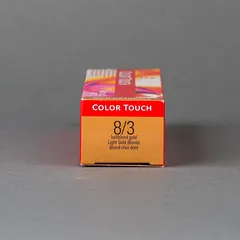 COLOR TOUCH
8/3
hellblond gold
Light Gold Blonde
Blond clair doré